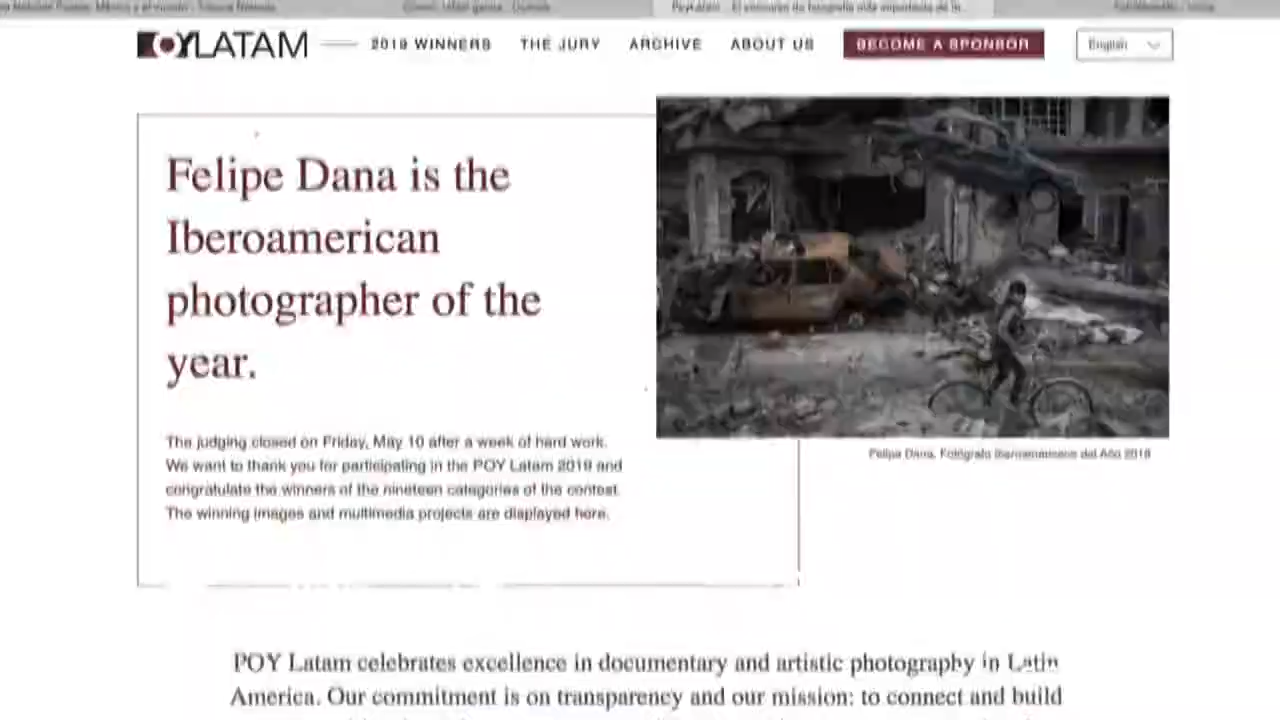 POYLATAM
2019 WINNERS
THE JURY
ARCHIVE
ABOUT US
BECOME A SPONSOR
English
Felipe Dana is the
Iberoamerican
photographer of the
year.
The judging closed on Friday, May 10 after a week of hard work.
We want to thank you for participating in the POY Latam 2019 and
congratulate the winners of the nineteen categories of the contest.
The winning images and multimedia projects are displayed here.
Felipe Dana, Fotógrafo Iberoamericano del Año 2019
POY Latam celebrates excellence in documentary and artistic photography in Latin
America. Our commitment is on transparency and our mission: to connect and build